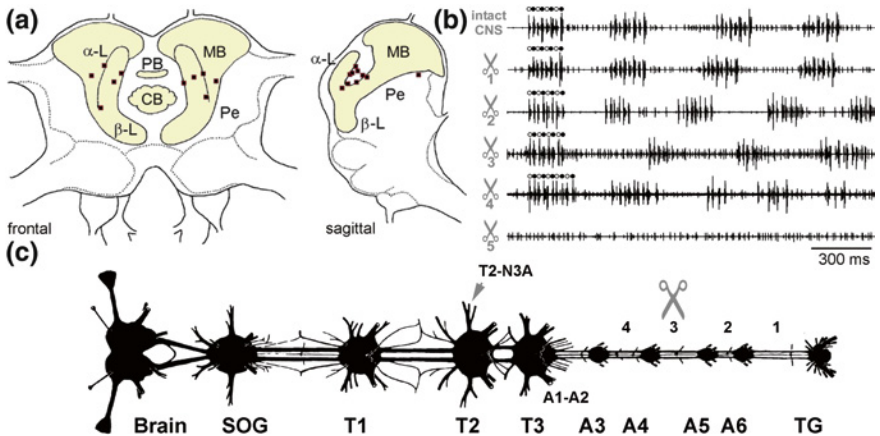 (a)
α-L
PB
MB
CB
Pe
β-L
frontal
α-L
MB
Pe
β-L
sagittal
(b)
intact
CNS
1
2
3
4
5
300 ms
(c)
T2-N3A
4 3 2 1
A1-A2
Brain SOG T1 T2 T3 A3 A4 A5 A6 TG